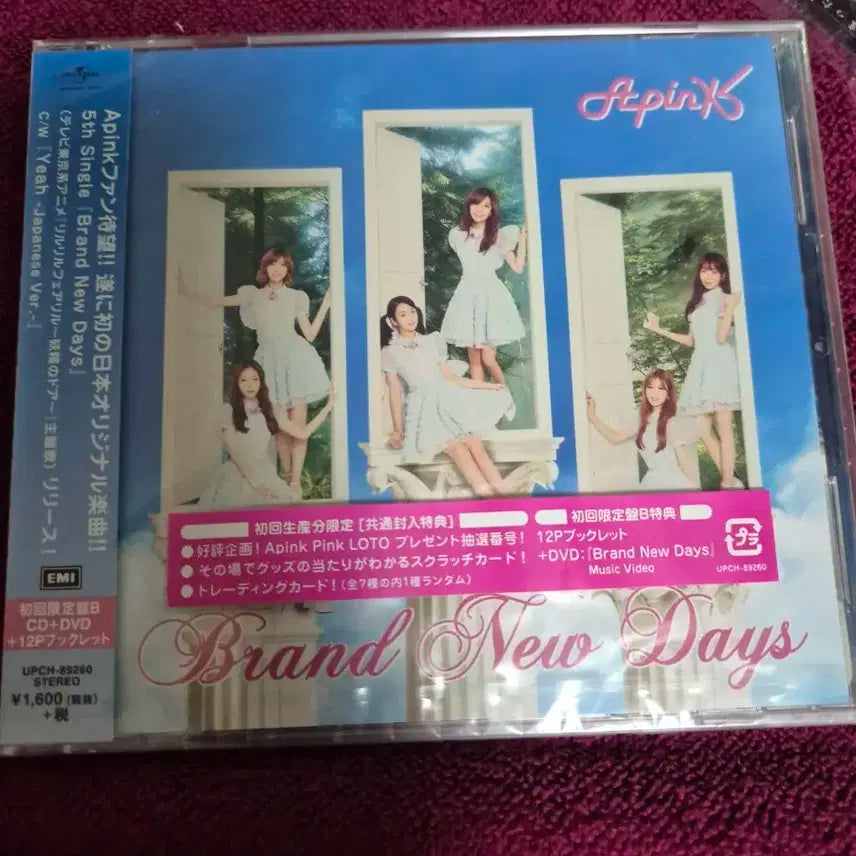 UNIVERSAL
Apinkファン待望!! 遂に初の日本オリジナル楽曲!!
5th Single 『Brand New Days』
(テレビ東京系アニメ『リルリルフェアリル〜妖精のドア〜』主題歌) リリース!
C/W 『Yeah -Japanese Ver.-』
EMI
初回限定盤B
CD+DVD
+12Pブックレット
UPCH-89260
STEREO
¥1,600 (税抜)
+税
Apink
初回生産分限定 [共通封入特典]
●好評企画! Apink Pink LOTO プレゼント抽選番号!
●その場でグッズの当たりがわかるスクラッチカード!
●トレーディングカード! (全7種の内1種ランダム)
初回限定盤B特典
12Pブックレット
+DVD:『Brand New Days』
Music Video
UPCH-89260
Brand New Days